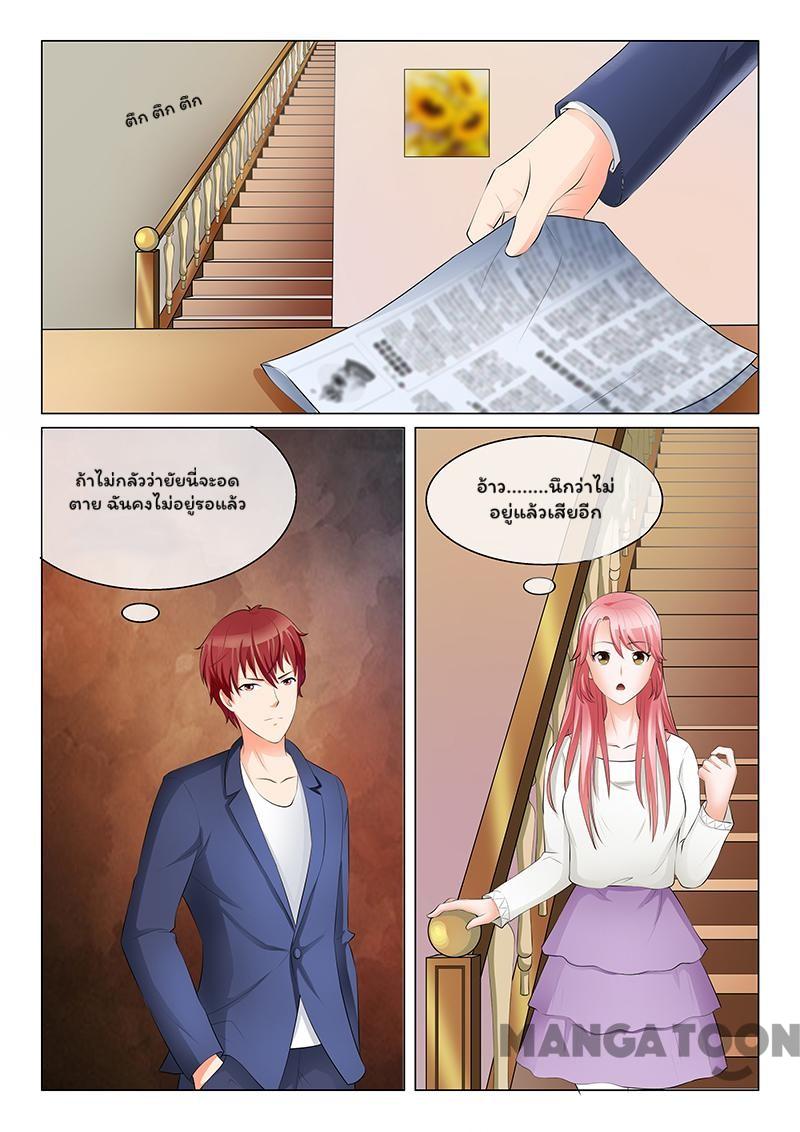 ตึก ตึก ตึก
ถ้าไม่กลัวว่ายัยนี่จะอด
ตาย ฉันคงไม่อยู่รอแล้ว
อ้าว........นึกว่าไม่
อยู่แล้วเสียอีก
MANGATOON